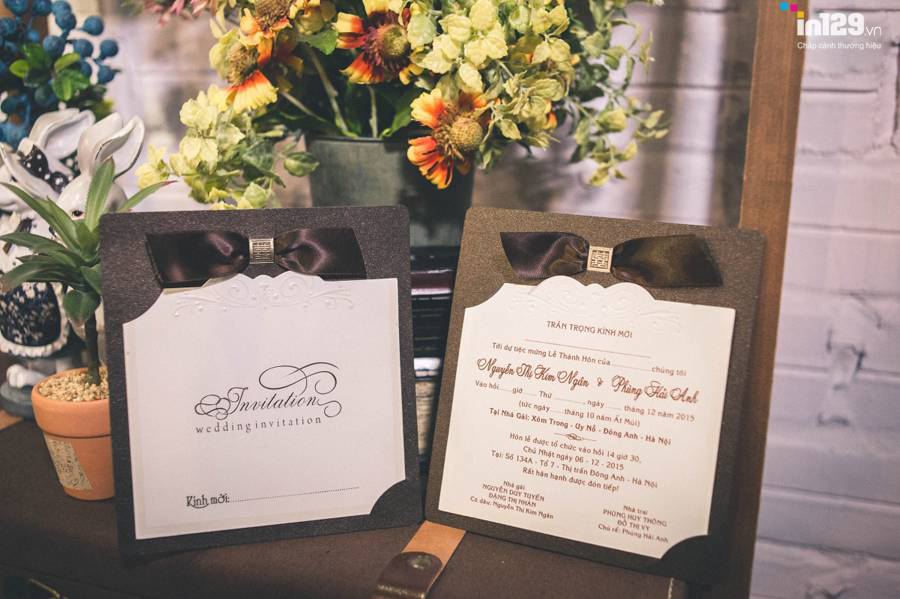 in129.vn
Chắp cánh thương hiệu
Invitation
wedding invitation
Kính mời:
TRÂN TRỌNG KÍNH MỜI
Tới dự tiệc mừng Lễ Thành Hôn của chúng tôi
Nguyễn Thị Kim Ngân & Phùng Hải Anh
Vào hồi giờ Thứ , ngày tháng 12 năm 2015
(tức ngày tháng 10 năm Ất Mùi)
Tại Nhà Gái: Xóm Trong - Uy Nỗ - Đông Anh - Hà Nội
Hôn lễ được tổ chức vào hồi 14 giờ 30,
Chủ Nhật ngày 06 - 12 - 2015
Tại: Số 134A - Tổ 7 - Thị trấn Đông Anh - Hà Nội
Rất hân hạnh được đón tiếp!
Nhà gái
NGUYỄN DUY TUYẾN
ĐẶNG THỊ NHÂN
Cô dâu: Nguyễn Thị Kim Ngân
Nhà trai
PHÙNG HUY THÔNG
ĐỖ THỊ VỴ
Chú rể: Phùng Hải Anh